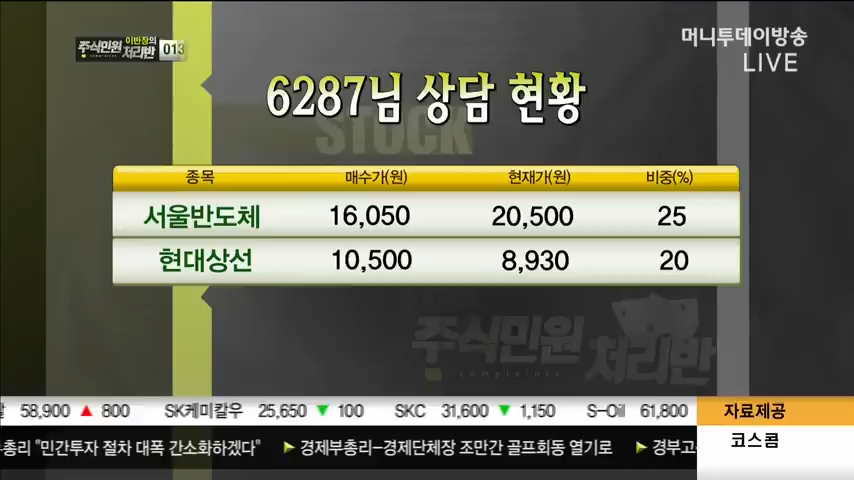 주식민원 이반장의 처리반 013
머니투데이방송
LIVE
6287님 상담 현황
STOCK
종목 매수가(원) 현재가(원) 비중(%)
서울반도체 16,050 20,500 25
현대상선 10,500 8,930 20
주식민원 처리반
complaints
58,900 ▲ 800 SK케미칼우 25,650 ▼ 100 SKC 31,600 ▼ 1,150 S-Oil 61,800
자료제공
총리 "민간투자 절차 대폭 간소화하겠다" ▶ 경제부총리-경제단체장 조만간 골프회동 열기로 ▶ 경부고
코스콤